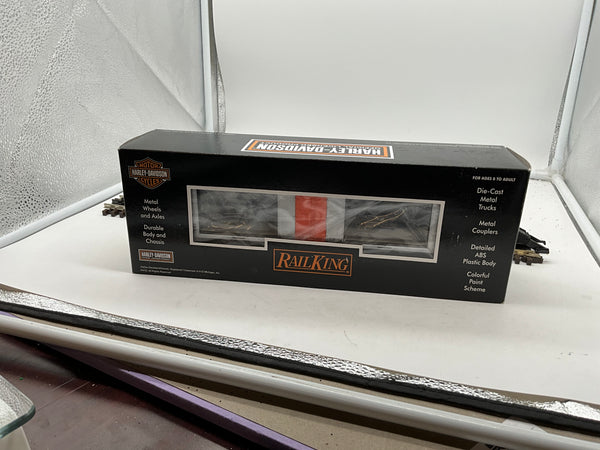 HARLEY-DAVIDSON
MOTOR
HARLEY-DAVIDSON
CYCLES
Metal
Wheels
and Axles
Durable
Body and
Chassis
HARLEY-DAVIDSON
RAILKING
FOR AGES 8 TO ADULT
Die-Cast
Metal
Trucks
Metal
Couplers
Detailed
ABS
Plastic Body
Colorful
Paint
Scheme